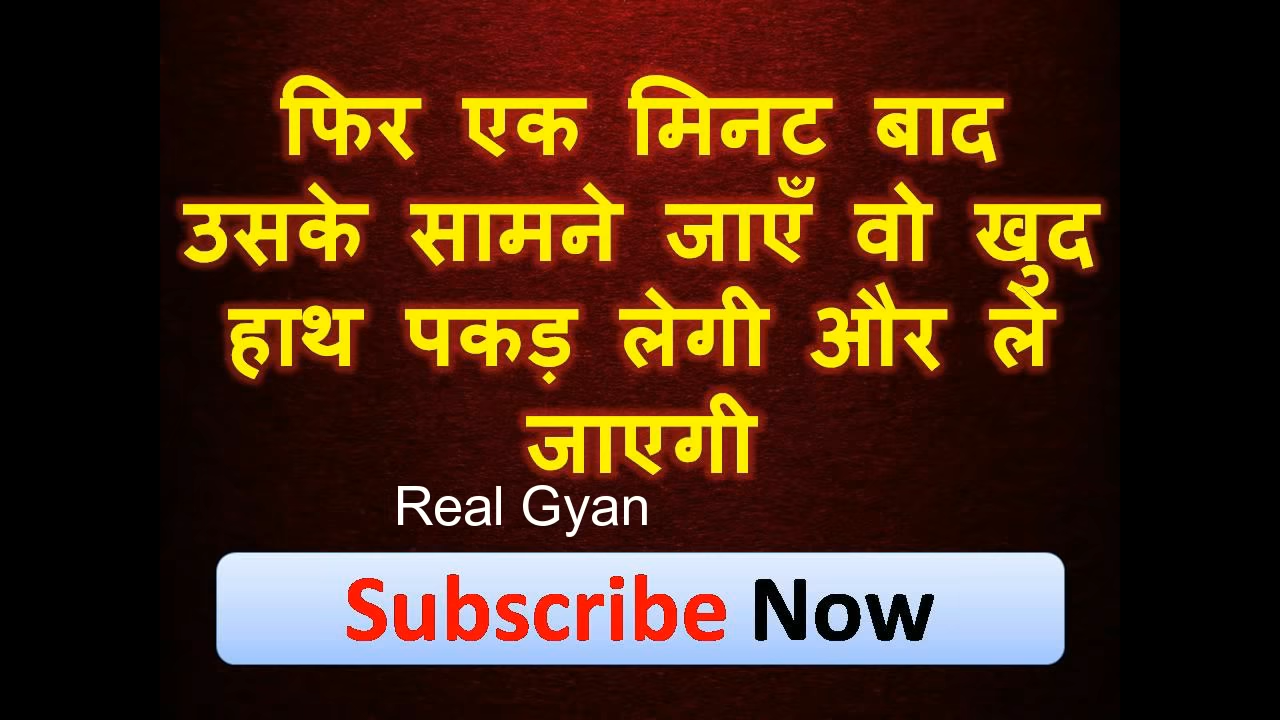 फिर एक मिनट बाद
उसके सामने जाएँ वो खुद
हाथ पकड़ लेगी और ले
जाएगी
Real Gyan
Subscribe Now